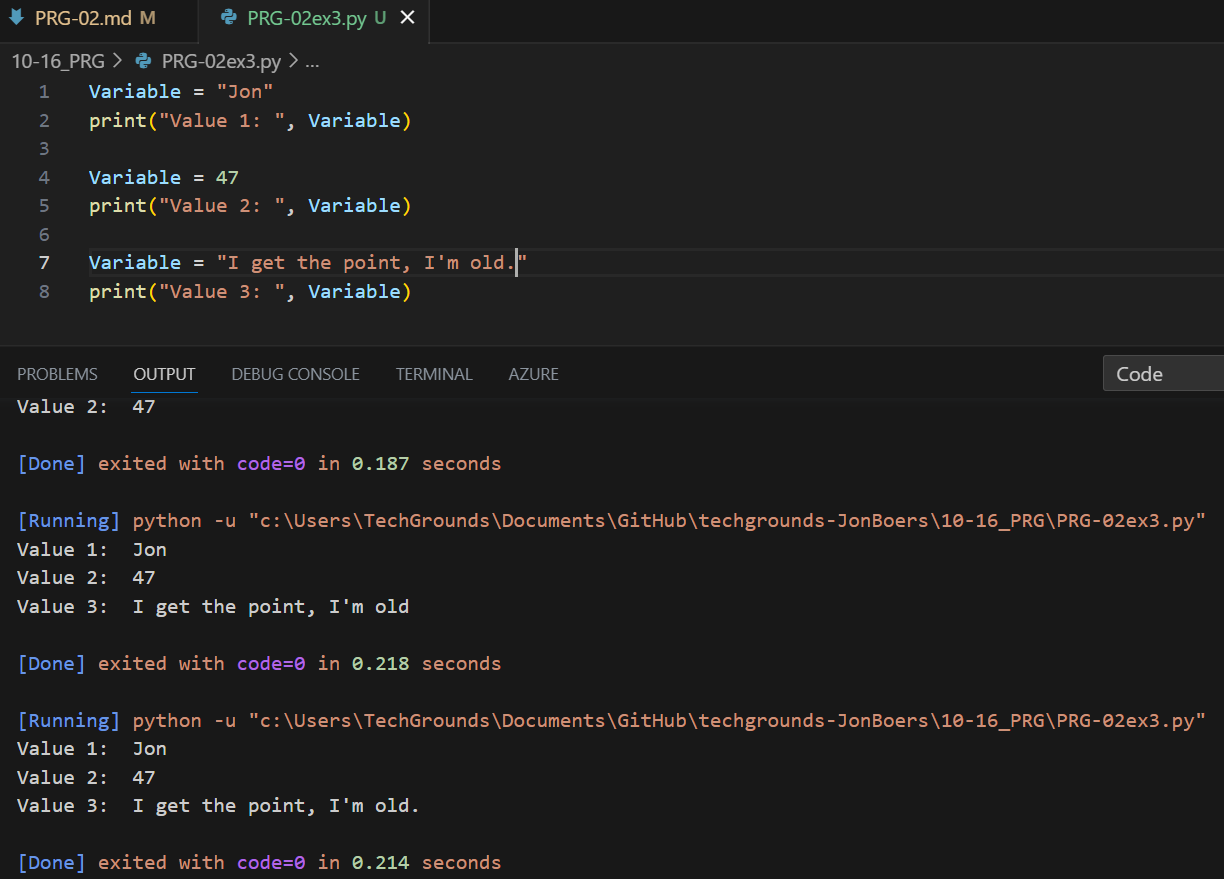 PRG-02.md M PRG-02ex3.py U
10-16_PRG > PRG-02ex3.py > ...
1 Variable = "Jon"
2 print("Value 1: ", Variable)
3
4 Variable = 47
5 print("Value 2: ", Variable)
6
7 Variable = "I get the point, I'm old."
8 print("Value 3: ", Variable)
PROBLEMS OUTPUT DEBUG CONSOLE TERMINAL AZURE Code
Value 2:  47
[Done] exited with code=0 in 0.187 seconds
[Running] python -u "c:\Users\TechGrounds\Documents\GitHub\techgrounds-JonBoers\10-16_PRG\PRG-02ex3.py"
Value 1:  Jon
Value 2:  47
Value 3:  I get the point, I'm old
[Done] exited with code=0 in 0.218 seconds
[Running] python -u "c:\Users\TechGrounds\Documents\GitHub\techgrounds-JonBoers\10-16_PRG\PRG-02ex3.py"
Value 1:  Jon
Value 2:  47
Value 3:  I get the point, I'm old.
[Done] exited with code=0 in 0.214 seconds